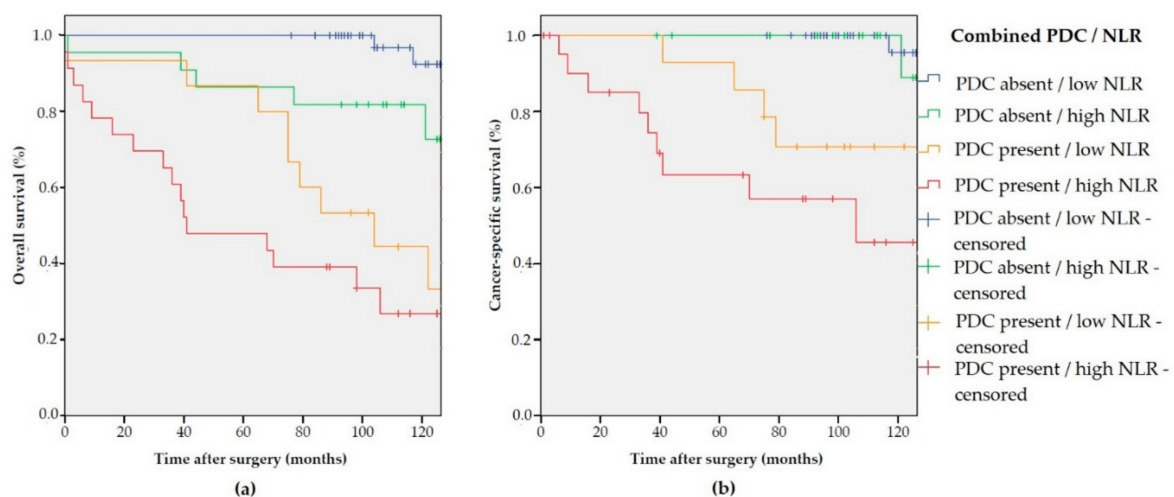 (a)
(b)
1.0
0.8
0.6
0.4
0.2
0.0
Overall survival (%)
0 20 40 60 80 100 120
Time after surgery (months)
(a)
1.0
0.8
0.6
0.4
0.2
0.0
Cancer-specific survival (%)
0 20 40 60 80 100 120
Time after surgery (months)
(b)
Combined PDC / NLR
PDC absent / low NLR
PDC absent / high NLR
PDC present / low NLR
PDC present / high NLR
PDC absent / low NLR -
censored
PDC absent / high NLR -
censored
PDC present / low NLR -
censored
PDC present / high NLR -
censored